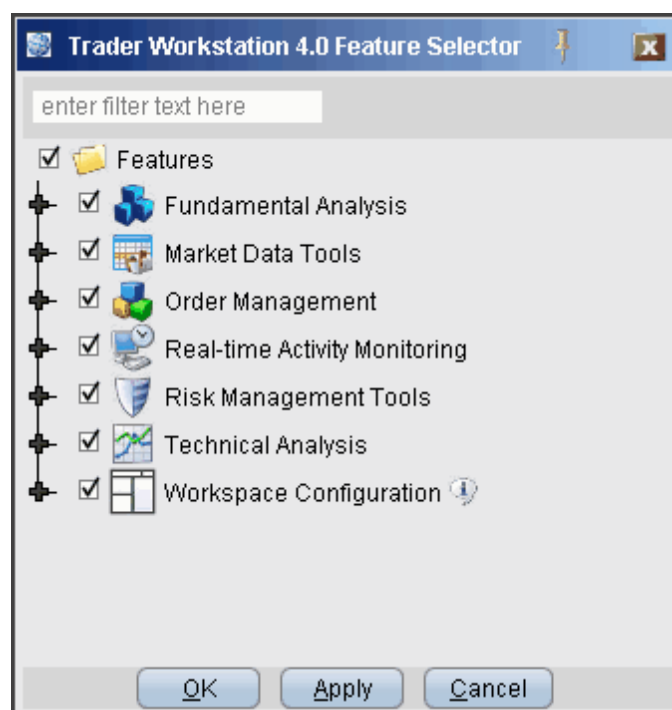 Trader Workstation 4.0 Feature Selector
enter filter text here
Features
Fundamental Analysis
Market Data Tools
Order Management
Real-time Activity Monitoring
Risk Management Tools
Technical Analysis
Workspace Configuration
OK Apply Cancel